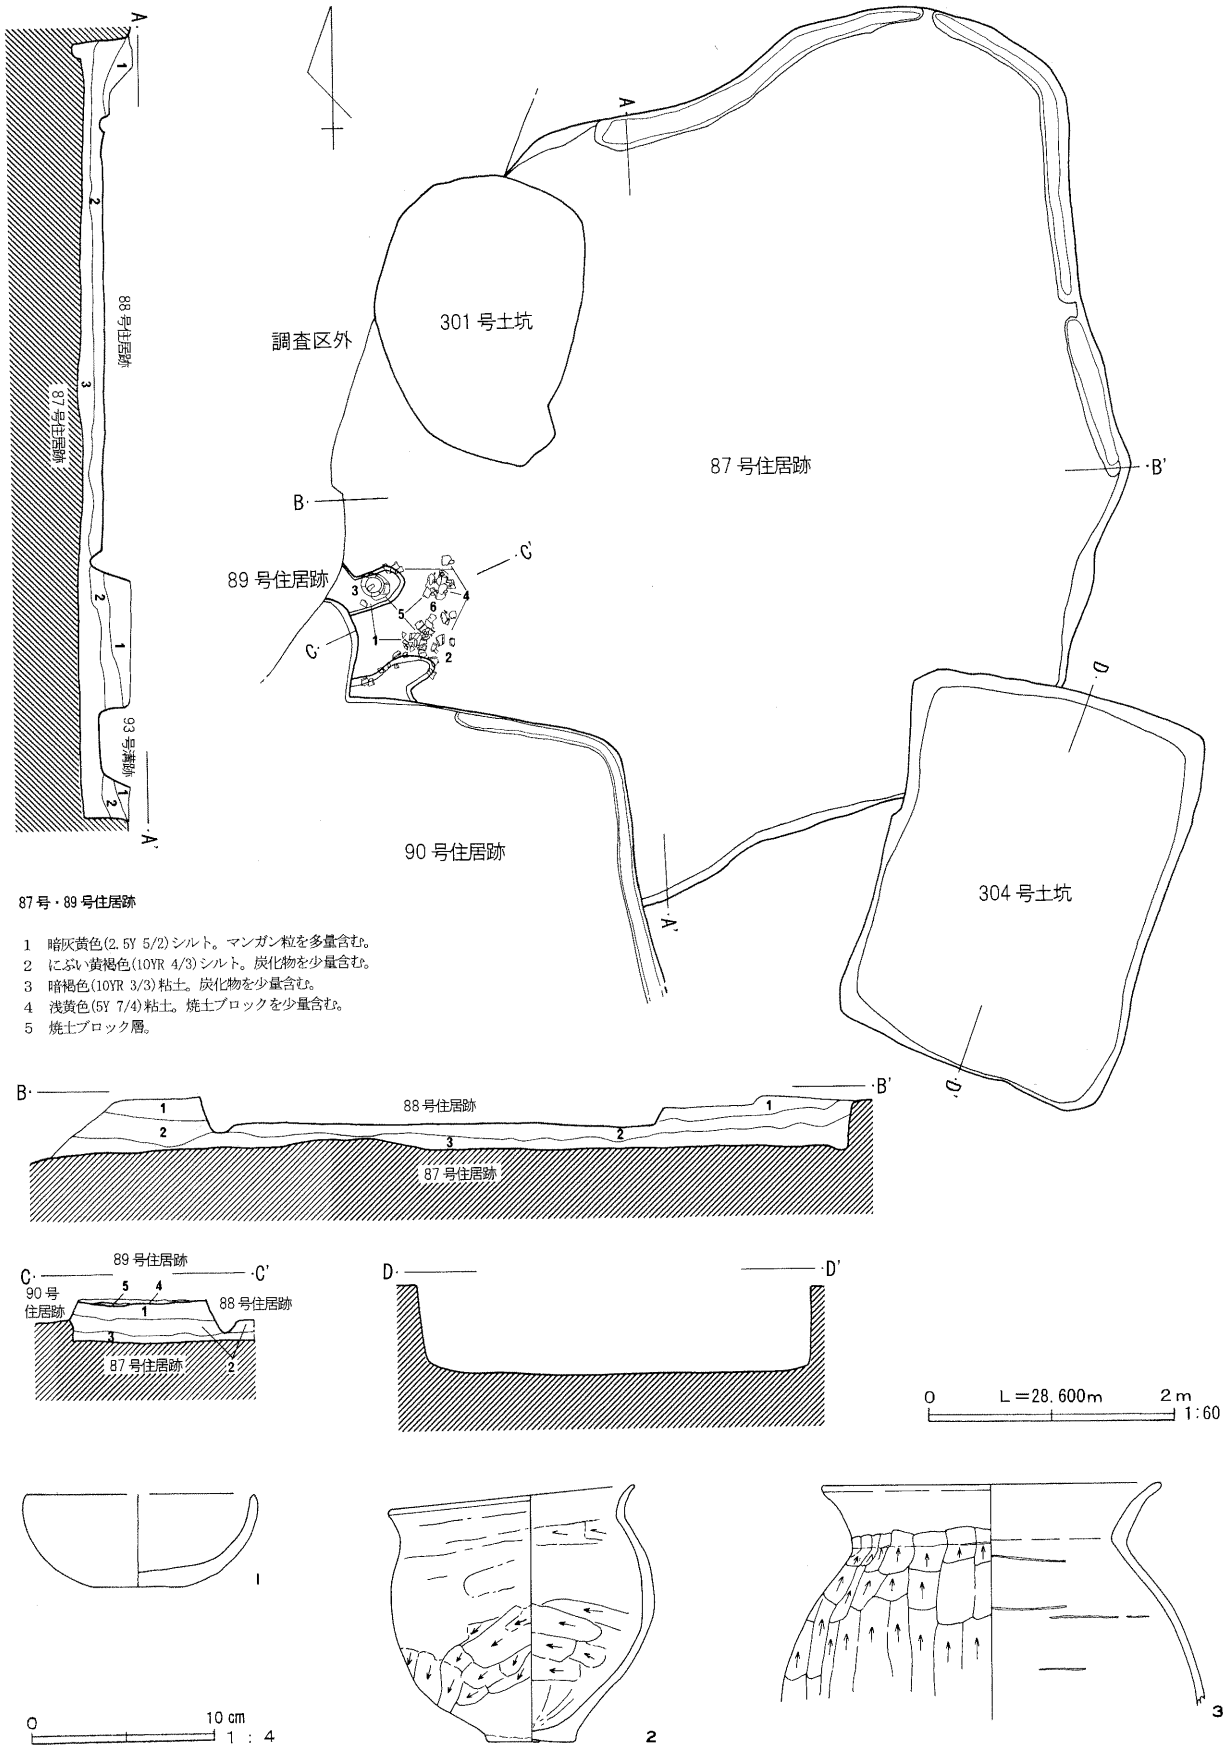 A・
A
1
2
3
88号住居跡
87号住居跡
2
1
93号溝跡
1
2
・A'
301号土坑
調査区外
87号住居跡
B・
・B'
89号住居跡
・C'
C・
3
5
6
4
1
2
D・
90号住居跡
・A'
304号土坑
・D'
87号・89号住居跡
1 暗灰黄色(2.5Y 5/2)シルト。マンガン粒を多量含む。
2 にぶい黄褐色(10YR 4/3)シルト。炭化物を少量含む。
3 暗褐色(10YR 3/3)粘土。炭化物を少量含む。
4 浅黄色(5Y 7/4)粘土。焼土ブロックを少量含む。
5 焼土ブロック層。
B・
・B'
1
88号住居跡
1
2
3
2
87号住居跡
89号住居跡
C・
・C'
90号
住居跡
5
4
1
88号住居跡
3
2
87号住居跡
D・
・D'
0 L=28.600m 2m
1:60
1
2
3
0 10cm
1:4